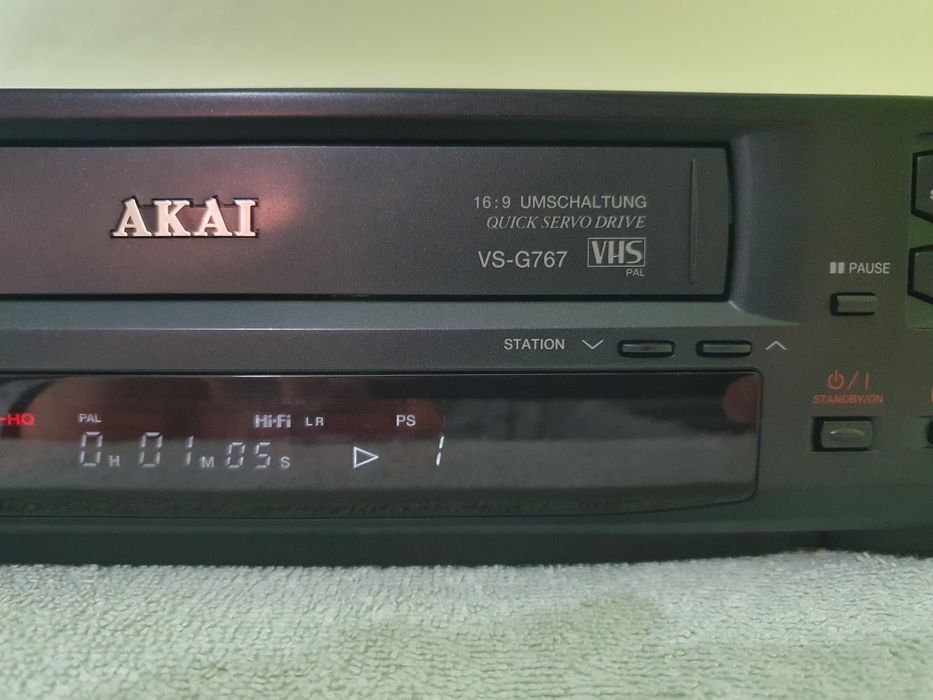 AKAI
16:9 UMSCHALTUNG
QUICK SERVO DRIVE
VS-G767 VHS
PAL
PAUSE
STATION
STANDBY/ON
-HQ PAL Hi-Fi L R PS
0H 01M 05S 1